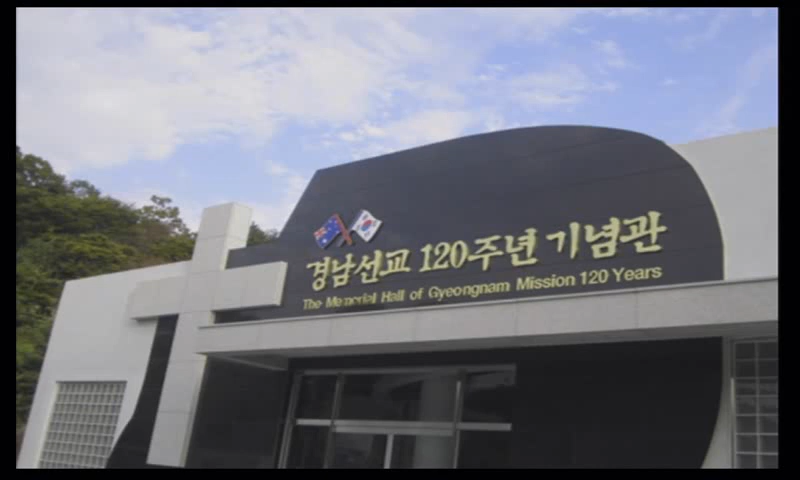 경남선교 120주년 기념관
The Memorial Hall of Gyeongnam Mission 120 Years